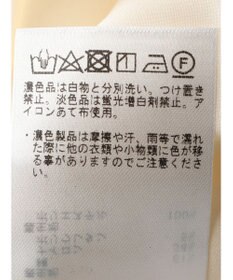 濃色品は白物と分別洗い。つけ置き
禁止。淡色品は蛍光増白剤禁止。ア
イコンあて布使用。
・濃色製品は摩擦や汗、雨等で濡れ
た際に他の衣類や小物類に色が移
る事がありますのでご注意くださ
い。